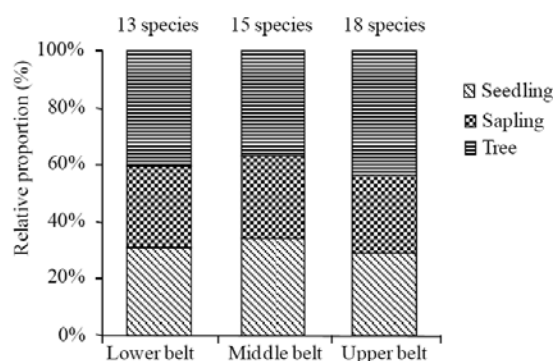 13 species 15 species 18 species
100%
80%
60%
40%
20%
0%
Relative proportion (%)
Seedling
Sapling
Tree
Lower belt Middle belt Upper belt